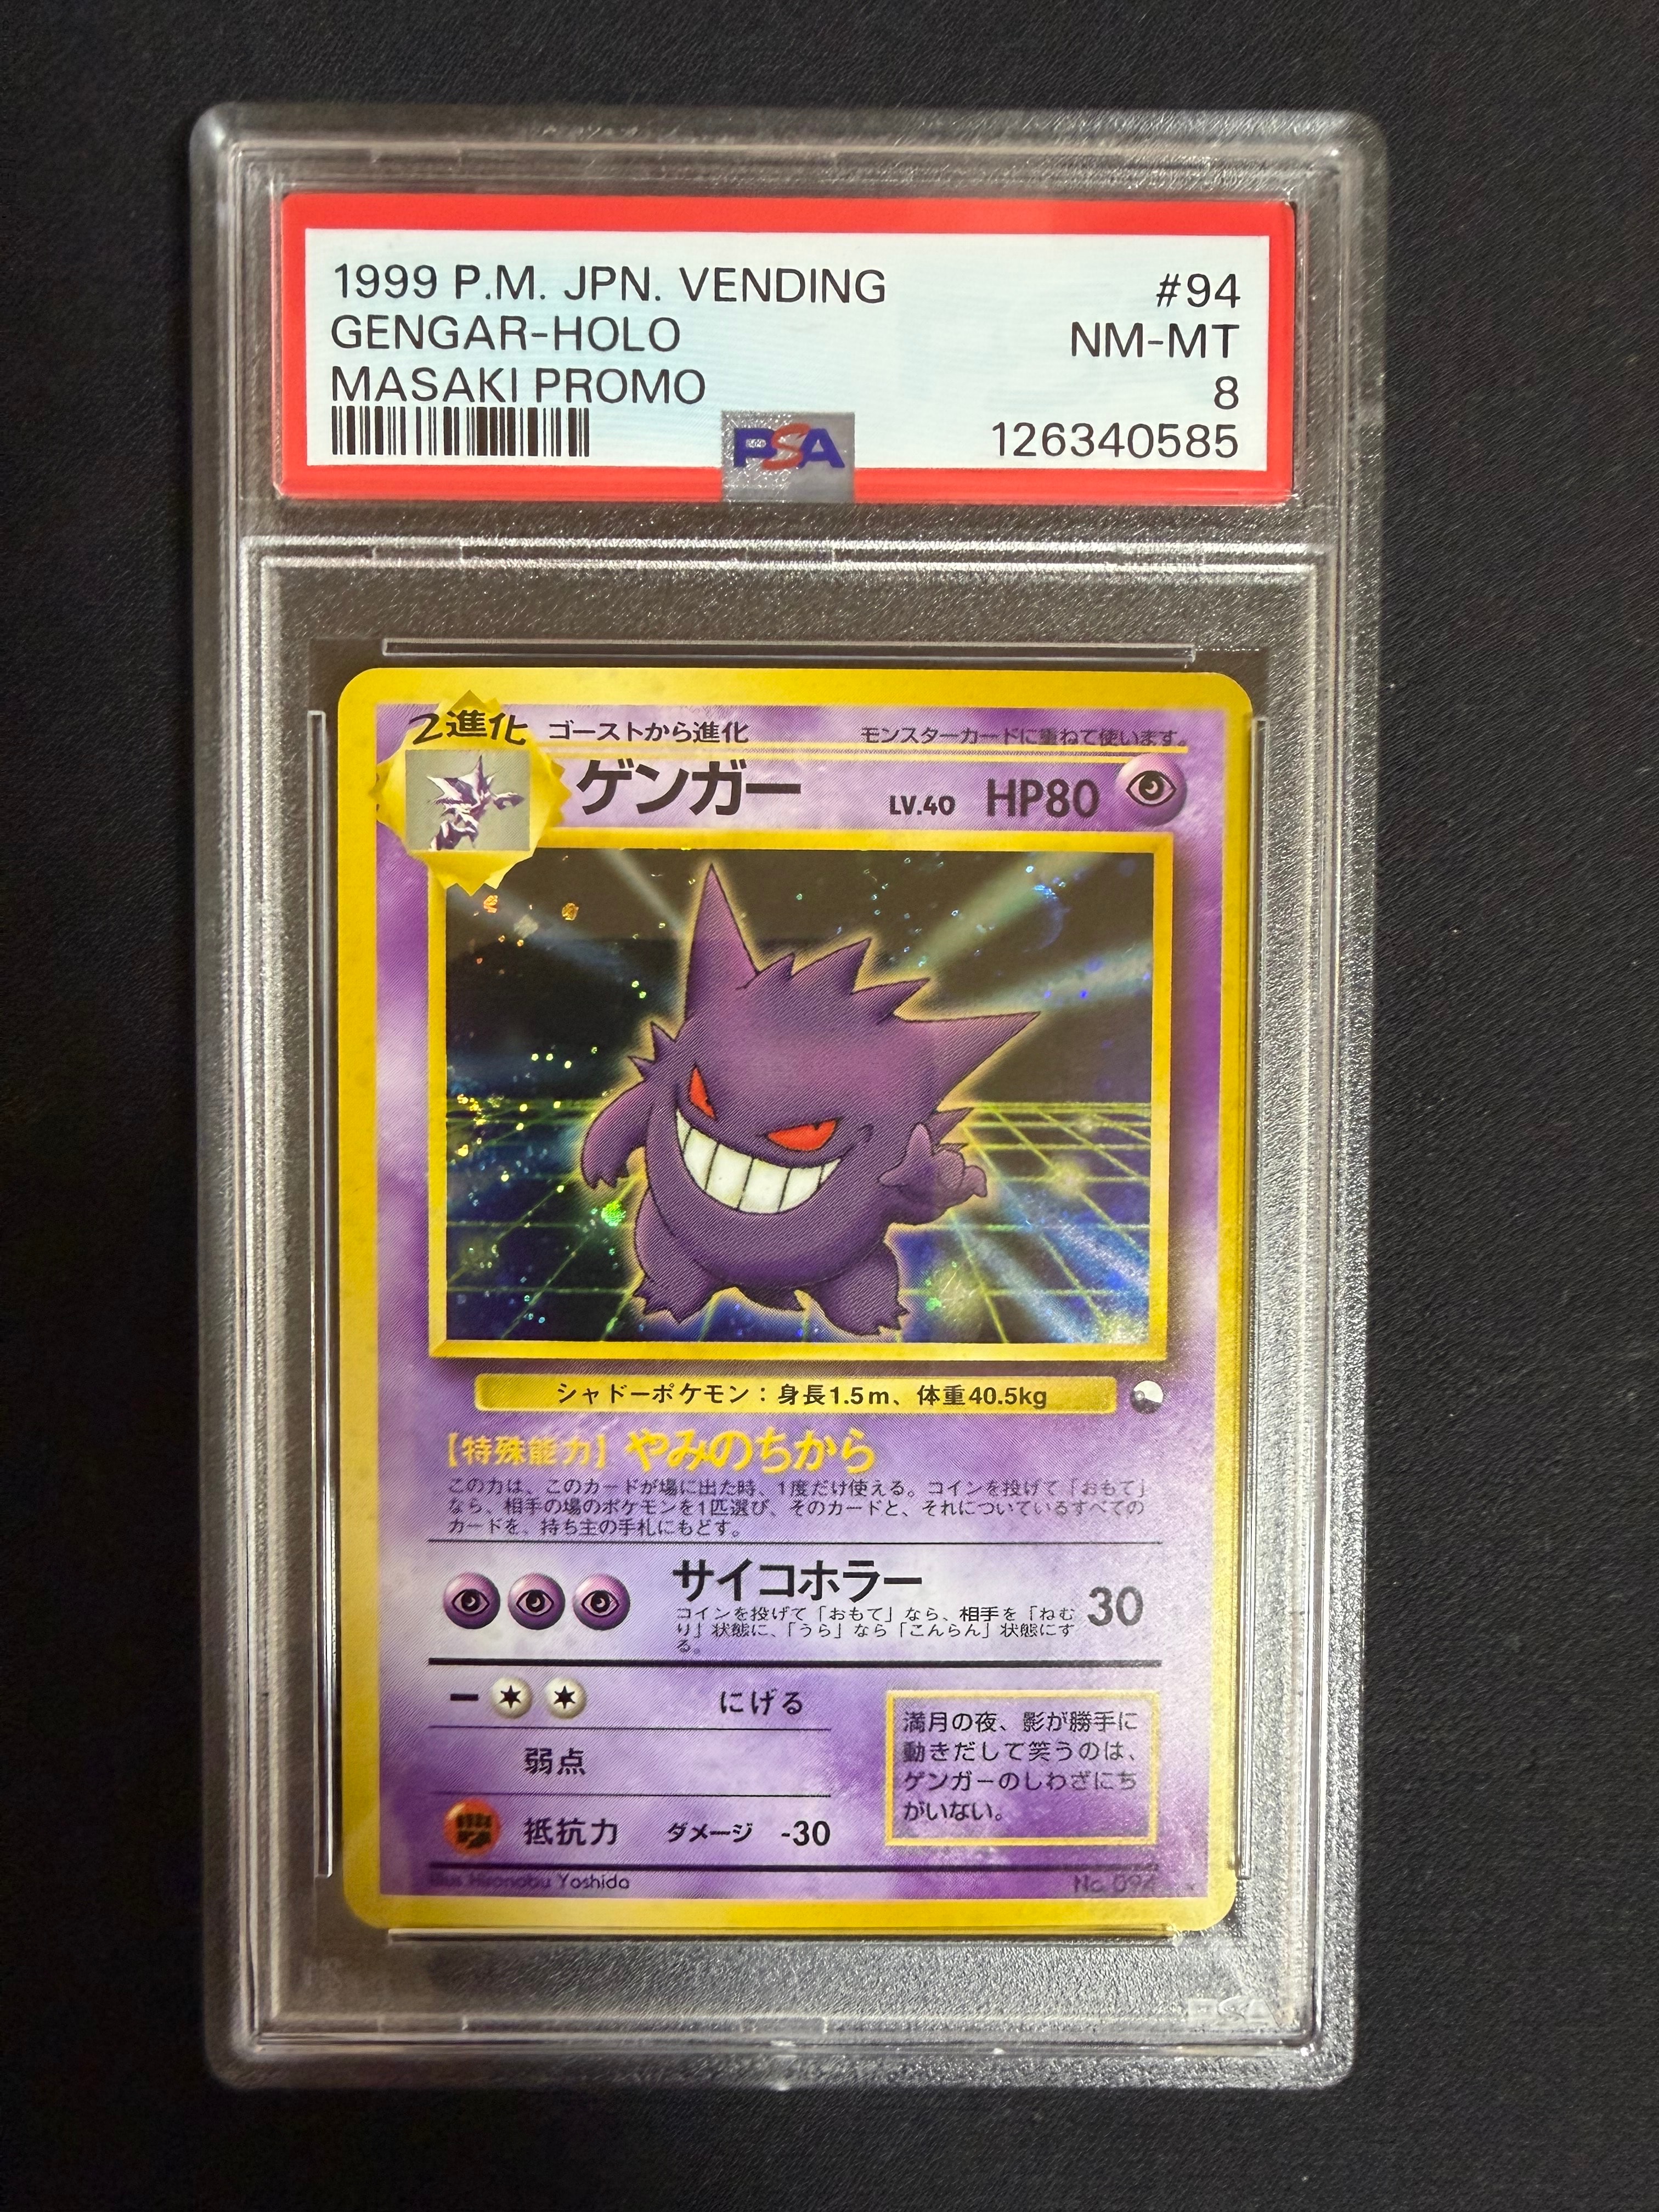 1999 P.M. JPN. VENDING #94
GENGAR-HOLO NM-MT
MASAKI PROMO 8
PSA 126340585
2進化 ゴーストから進化 モンスターカードに重ねて使います。
ゲンガー LV.40 HP80
シャドーポケモン：身長1.5m、体重40.5kg
【特殊能力】やみのちから
この力は、このカードが場に出た時、1度だけ使える。コインを投げて「おもて」
なら、相手の場のポケモンを1匹選び、そのカードと、それについているすべての
カードを、持ち主の手札にもどす。
サイコホラー 30
コインを投げて「おもて」なら、相手を「ねむ
り」状態に、「うら」なら「こんらん」状態にす
る。
にげる
弱点
抵抗力 ダメージ -30
満月の夜、影が勝手に
動きだして笑うのは、
ゲンガーのしわざにち
がいない。
Illus. Hironobu Yoshida No. 094
PSA